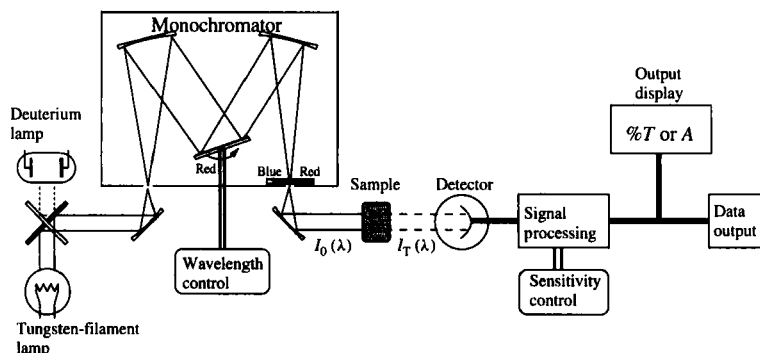 Monochromator
Deuterium
lamp
Red
Blue
Red
Wavelength
control
Tungsten-filament
lamp
Sample
I₀ (λ)
I_T (λ)
Detector
Signal
processing
Sensitivity
control
Output
display
%T or A
Data
output